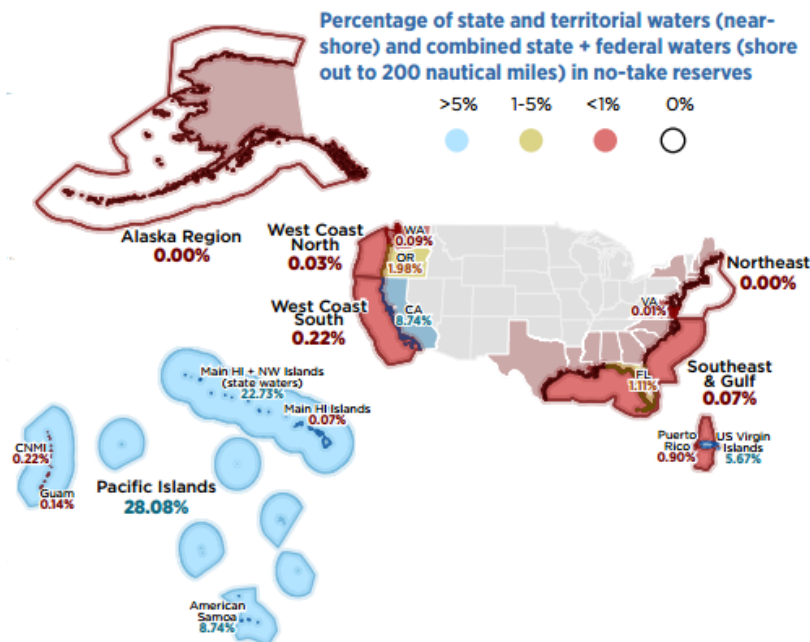 Percentage of state and territorial waters (near-
shore) and combined state + federal waters (shore
out to 200 nautical miles) in no-take reserves
>5%
1-5%
<1%
0%
Alaska Region
0.00%
West Coast
North
0.03%
WA
0.09%
OR
1.98%
West Coast
South
0.22%
CA
8.74%
Northeast
0.00%
VA
0.01%
Southeast
& Gulf
0.07%
FL
1.11%
Puerto
Rico
0.90%
US Virgin
Islands
5.67%
Main HI + NW Islands
(state waters)
22.73%
Main HI Islands
0.07%
CNMI
0.22%
Guam
0.14%
Pacific Islands
28.08%
American
Samoa
8.74%